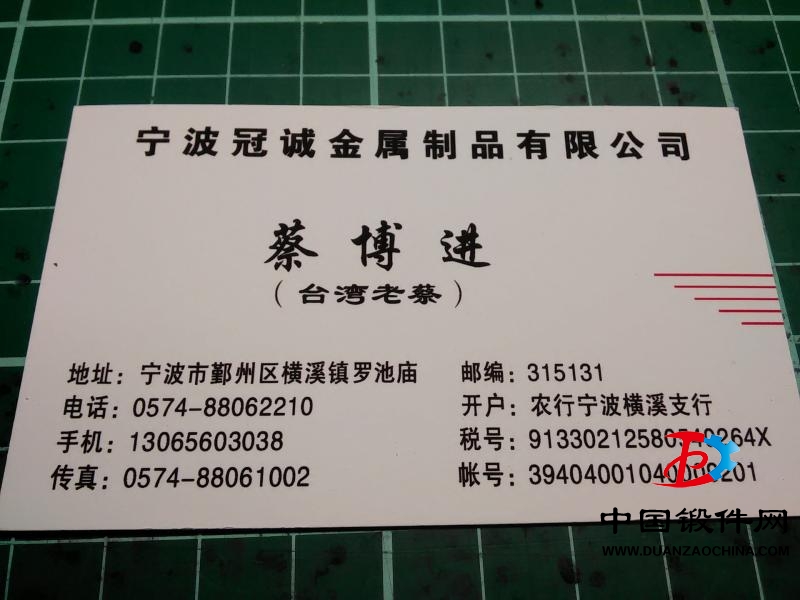 宁波冠诚金属制品有限公司
蔡博进
（台湾老蔡）
地址：宁波市鄞州区横溪镇罗池庙
邮编：315131
电话：0574-88062210
开户：农行宁波横溪支行
手机：13065603038
税号：
传真：0574-88061002
帐号：
中国锻件网
WWW.DUANZAOCHINA.COM